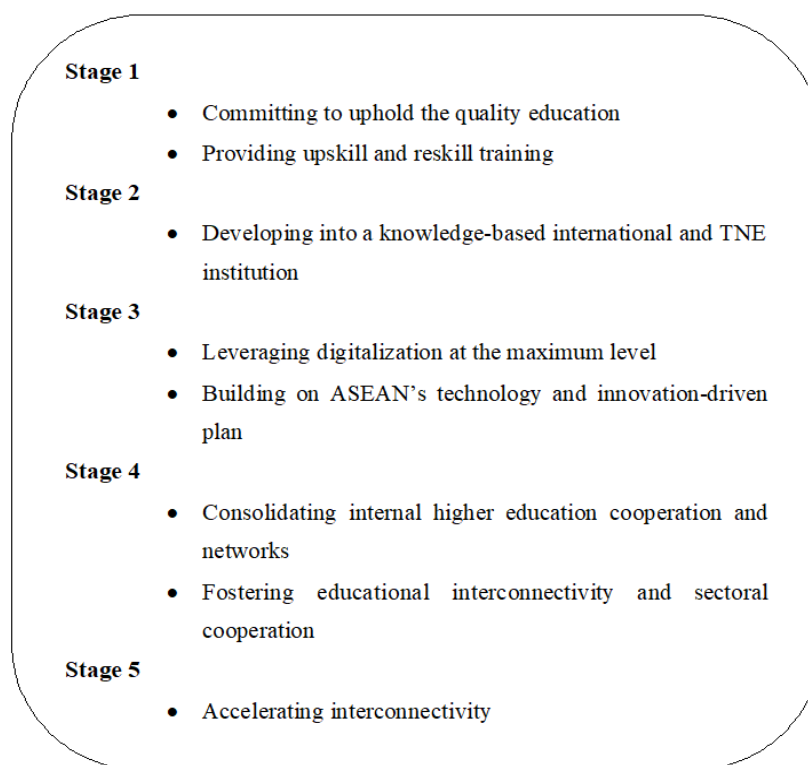 Stage 1
● Committing to uphold the quality education
● Providing upskill and reskill training
Stage 2
● Developing into a knowledge-based international and TNE
institution
Stage 3
● Leveraging digitalization at the maximum level
● Building on ASEAN’s technology and innovation-driven
plan
Stage 4
● Consolidating internal higher education cooperation and
networks
● Fostering educational interconnectivity and sectoral
cooperation
Stage 5
● Accelerating interconnectivity